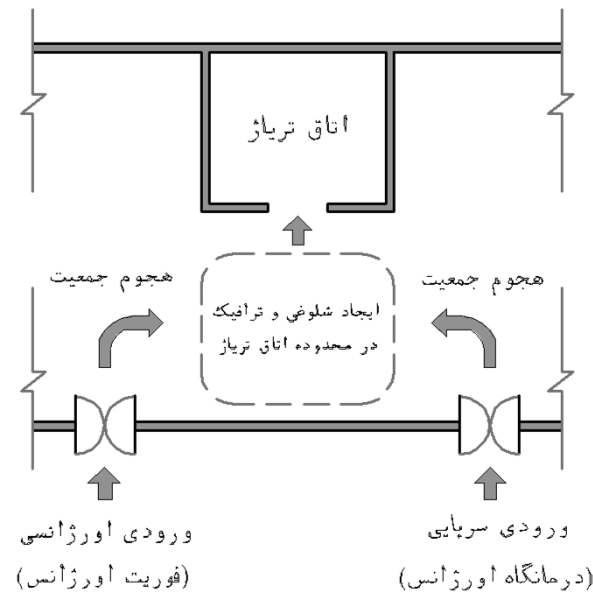 اتاق تریاژ
هجوم جمعیت
هجوم جمعیت
ایجاد شلوغی و ترافیک
در محدوده اتاق تریاژ
ورودی سرپایی
(درمانگاه اورژانس)
ورودی اورژانسی
(فوریت اورژانس)